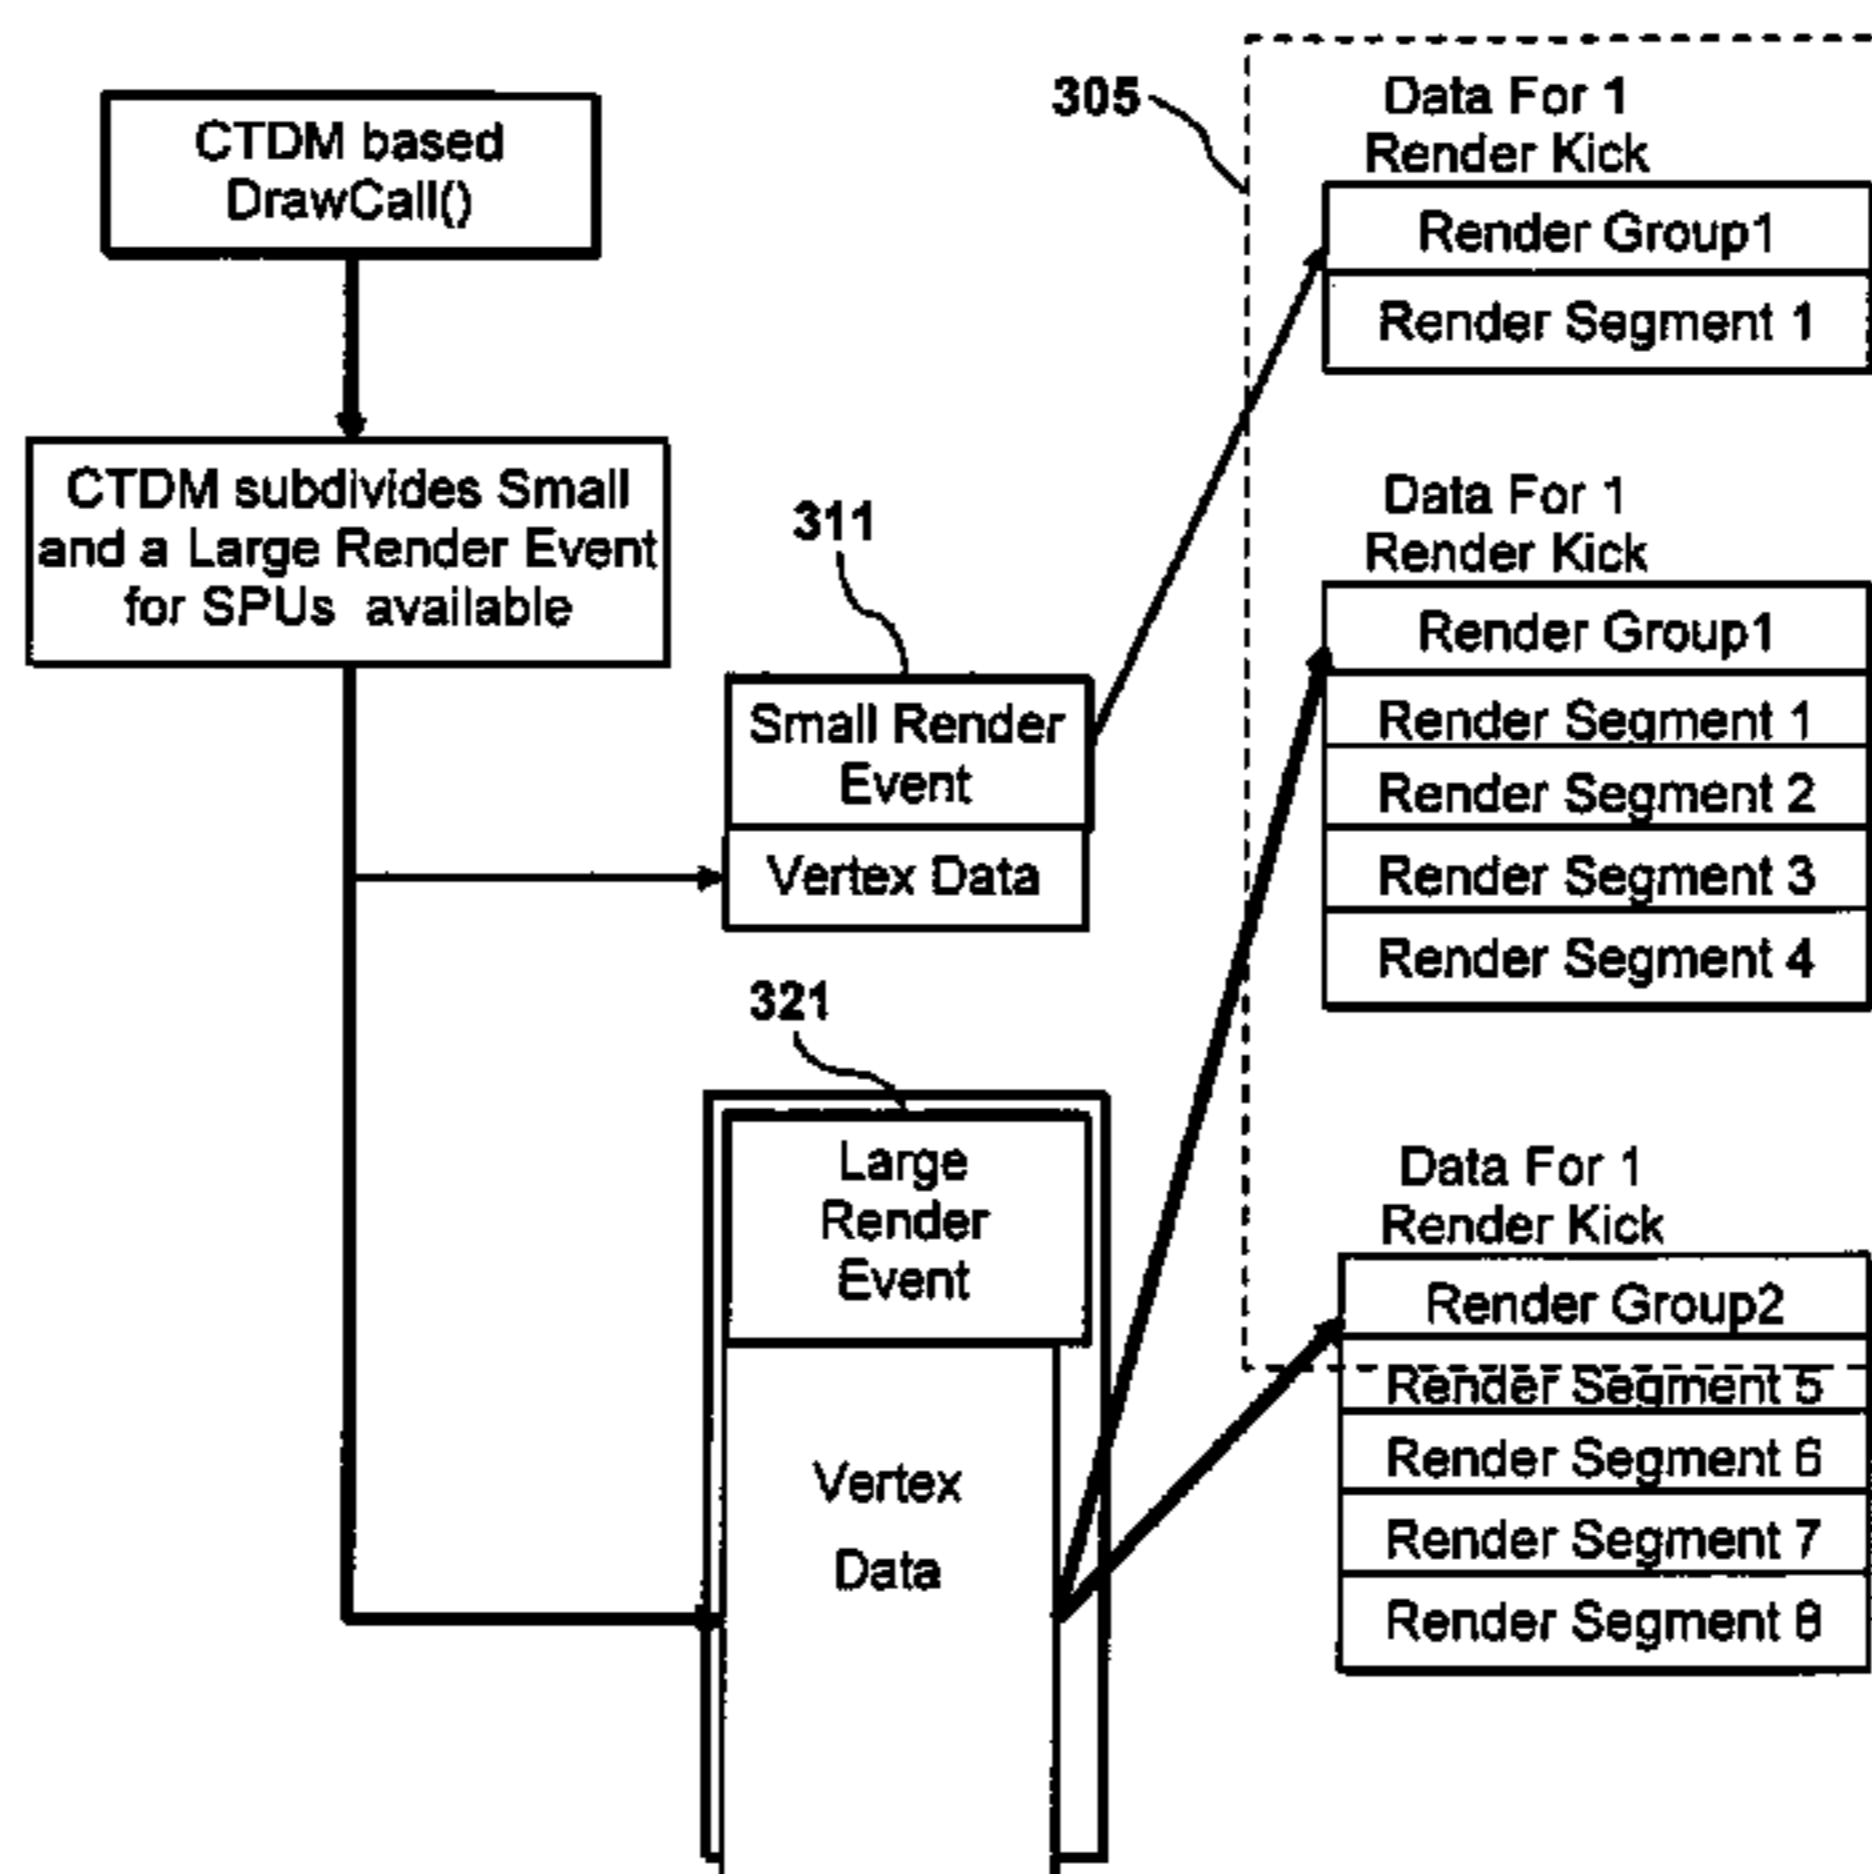 CTDM based
DrawCall()
CTDM subdivides Small
and a Large Render Event
for SPUs available
311
Small Render
Event
Vertex Data
321
Large
Render
Event
Vertex
Data
305
Data For 1
Render Kick
Render Group1
Render Segment 1
Data For 1
Render Kick
Render Group1
Render Segment 1
Render Segment 2
Render Segment 3
Render Segment 4
Data For 1
Render Kick
Render Group2
Render Segment 5
Render Segment 6
Render Segment 7
Render Segment 8